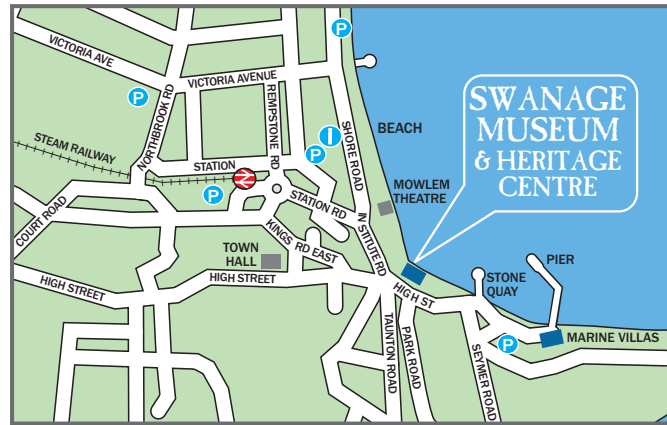 P
VICTORIA AVE
VICTORIA AVENUE
P
NORTHBROOK RD
REMPSTONE RD
SHORE ROAD
BEACH
SWANAGE
MUSEUM
& HERITAGE
CENTRE
STEAM RAILWAY
i
P
STATION
P
MOWLEM
THEATRE
COURT ROAD
STATION RD
INSTITUTE RD
KINGS RD EAST
TOWN
HALL
HIGH STREET
HIGH STREET
HIGH ST
STONE
QUAY
PIER
TAUNTON ROAD
PARK ROAD
SEYMER ROAD
P
MARINE VILLAS